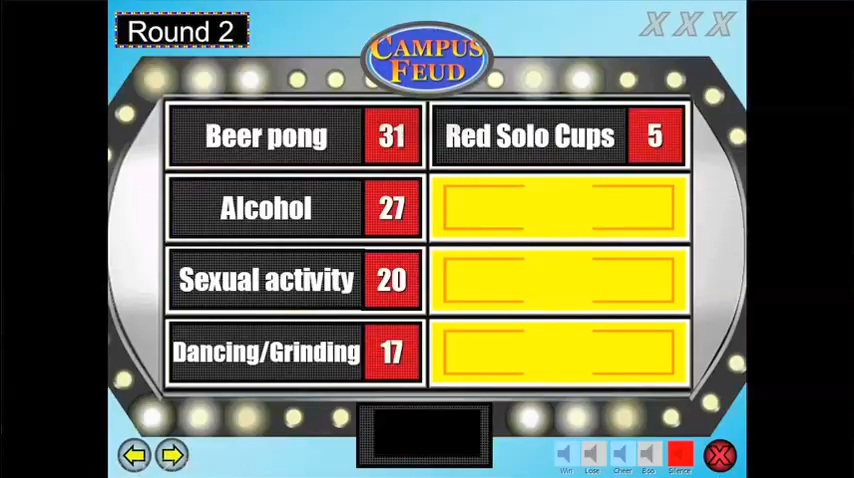 Round 2
X X X
CAMPUS
FEUD
Beer pong 31
Red Solo Cups 5
Alcohol 27
Sexual activity 20
Dancing/Grinding 17
Win Lose Cheer Boo Silence
X